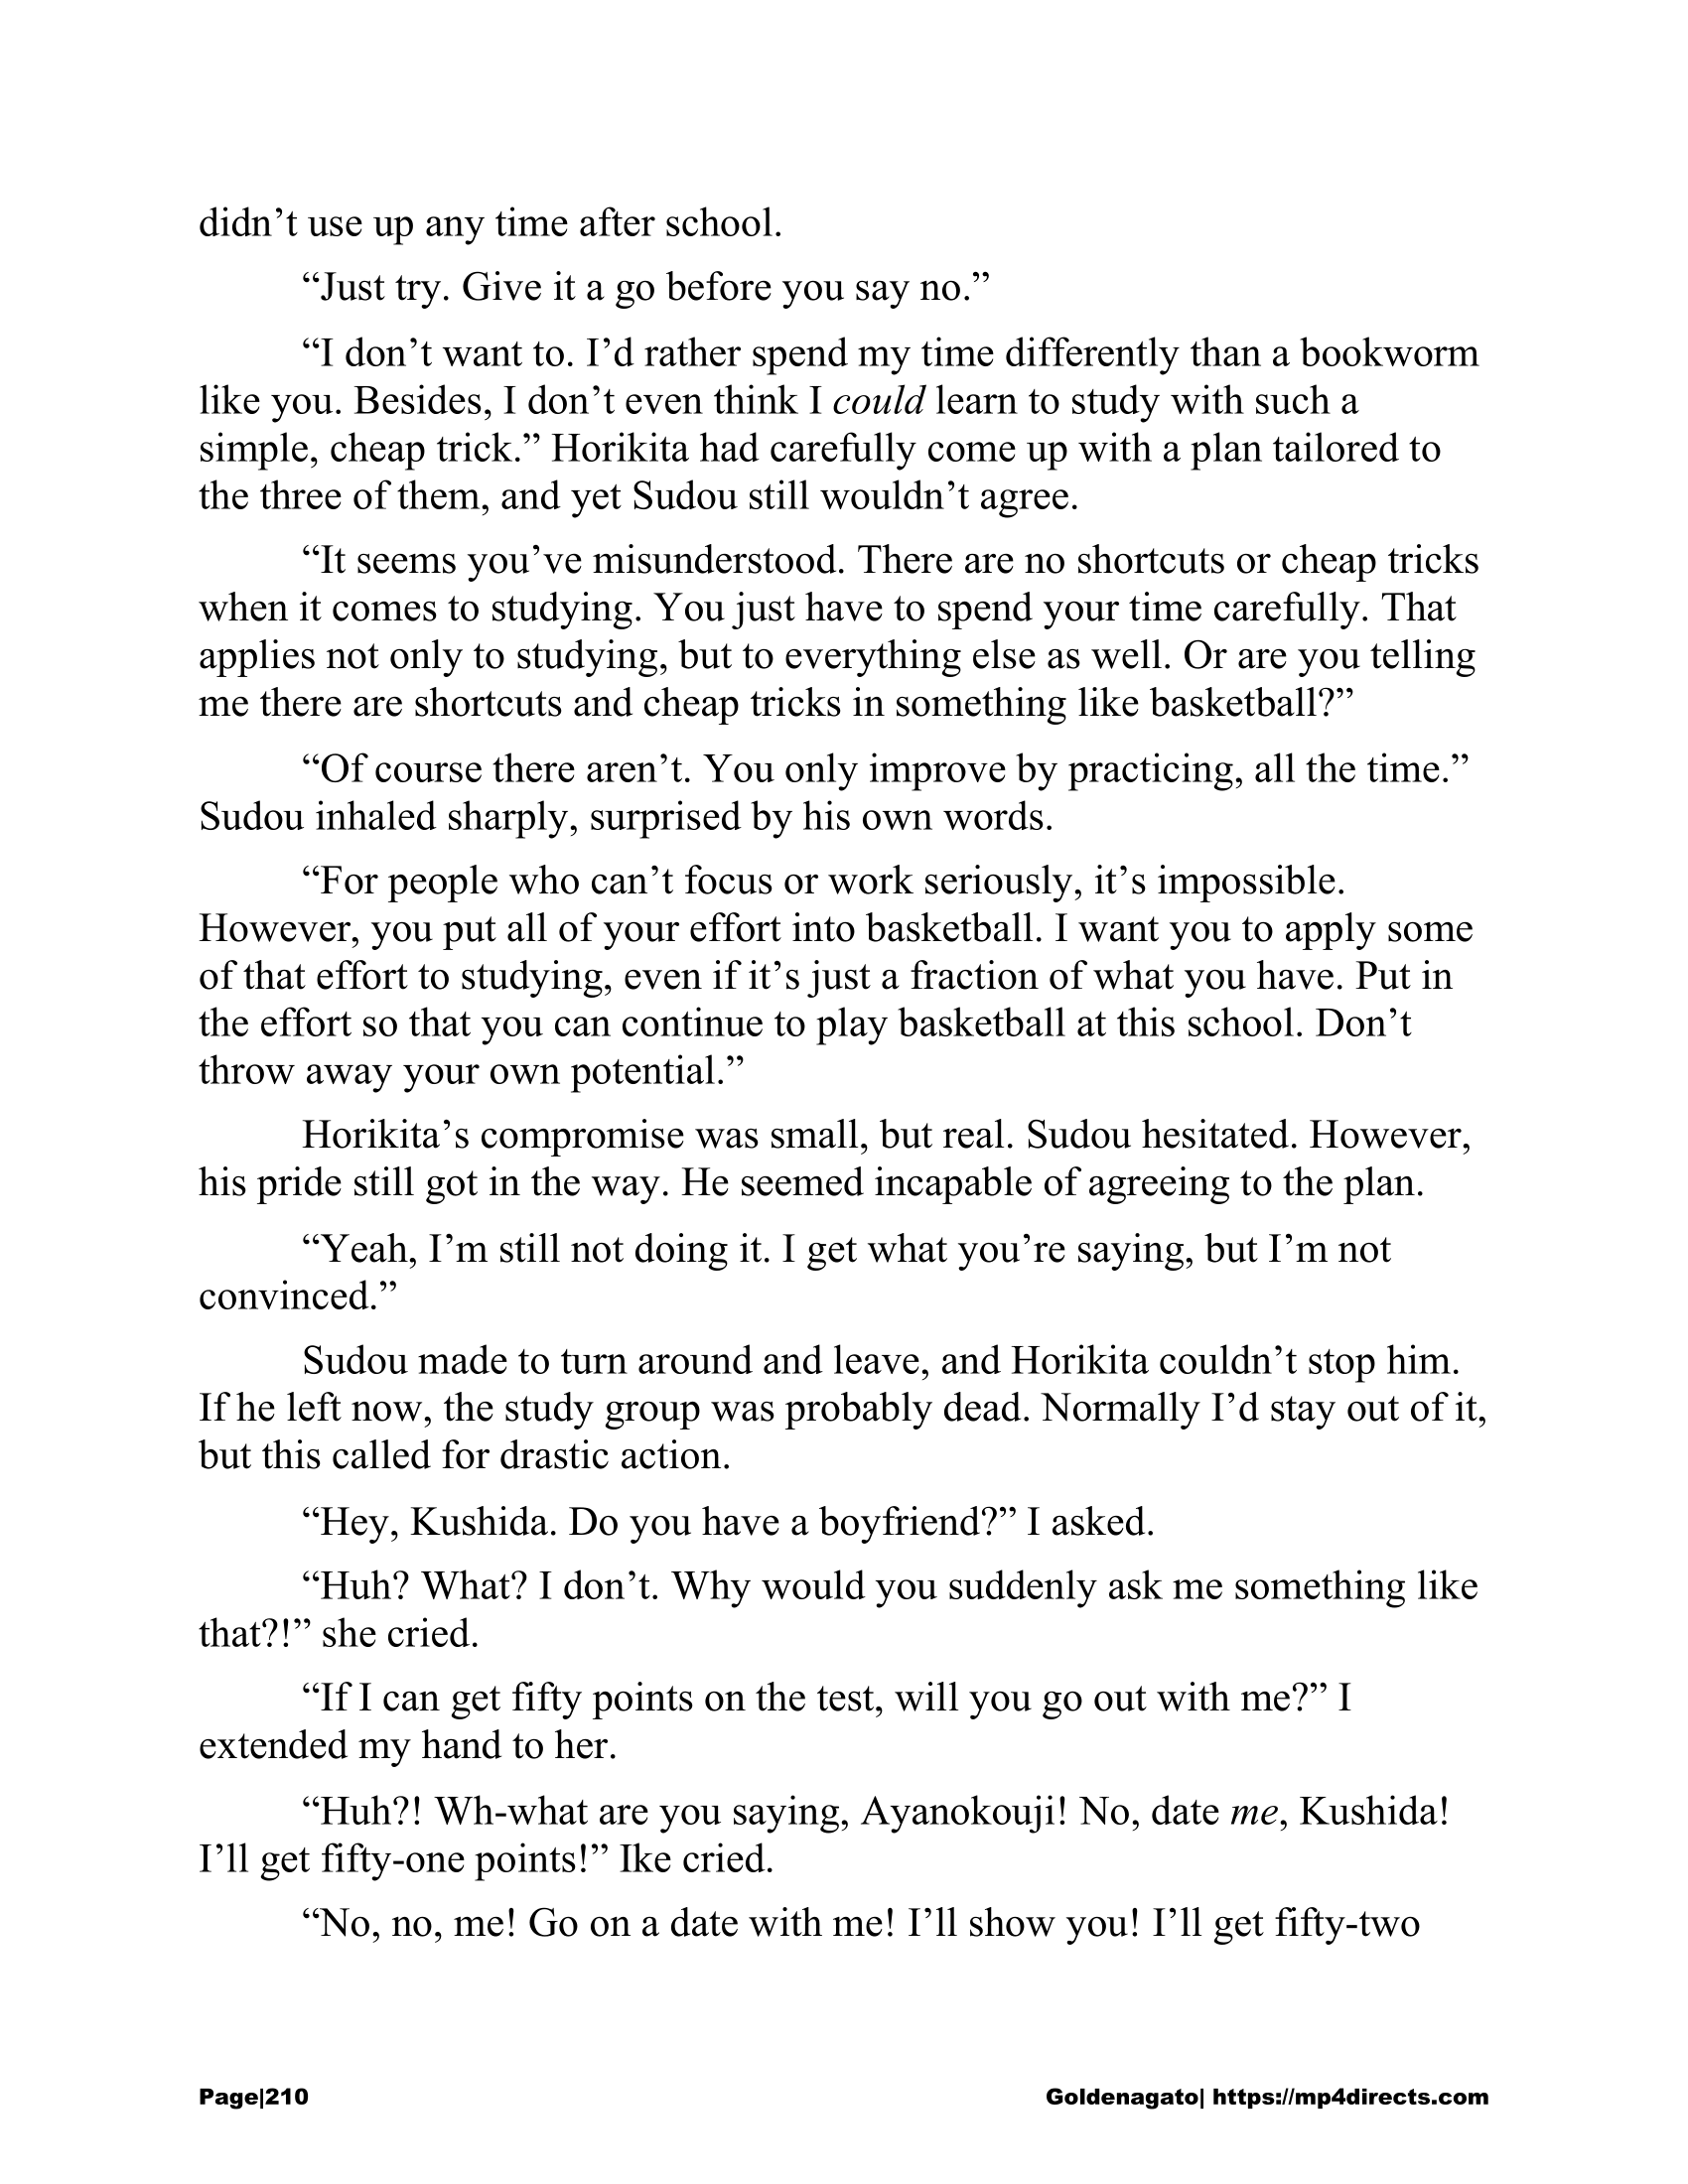 didn’t use up any time after school.
“Just try. Give it a go before you say no.”
“I don’t want to. I’d rather spend my time differently than a bookworm
like you. Besides, I don’t even think I could learn to study with such a
simple, cheap trick.” Horikita had carefully come up with a plan tailored to
the three of them, and yet Sudou still wouldn’t agree.
“It seems you’ve misunderstood. There are no shortcuts or cheap tricks
when it comes to studying. You just have to spend your time carefully. That
applies not only to studying, but to everything else as well. Or are you telling
me there are shortcuts and cheap tricks in something like basketball?”
“Of course there aren’t. You only improve by practicing, all the time.”
Sudou inhaled sharply, surprised by his own words.
“For people who can’t focus or work seriously, it’s impossible.
However, you put all of your effort into basketball. I want you to apply some
of that effort to studying, even if it’s just a fraction of what you have. Put in
the effort so that you can continue to play basketball at this school. Don’t
throw away your own potential.”
Horikita’s compromise was small, but real. Sudou hesitated. However,
his pride still got in the way. He seemed incapable of agreeing to the plan.
“Yeah, I’m still not doing it. I get what you’re saying, but I’m not
convinced.”
Sudou made to turn around and leave, and Horikita couldn’t stop him.
If he left now, the study group was probably dead. Normally I’d stay out of it,
but this called for drastic action.
“Hey, Kushida. Do you have a boyfriend?” I asked.
“Huh? What? I don’t. Why would you suddenly ask me something like
that?!” she cried.
“If I can get fifty points on the test, will you go out with me?” I
extended my hand to her.
“Huh?! Wh-what are you saying, Ayanokouji! No, date me, Kushida!
I’ll get fifty-one points!” Ike cried.
“No, no, me! Go on a date with me! I’ll show you! I’ll get fifty-two
Page|210 Goldenagato| https://mp4directs.com